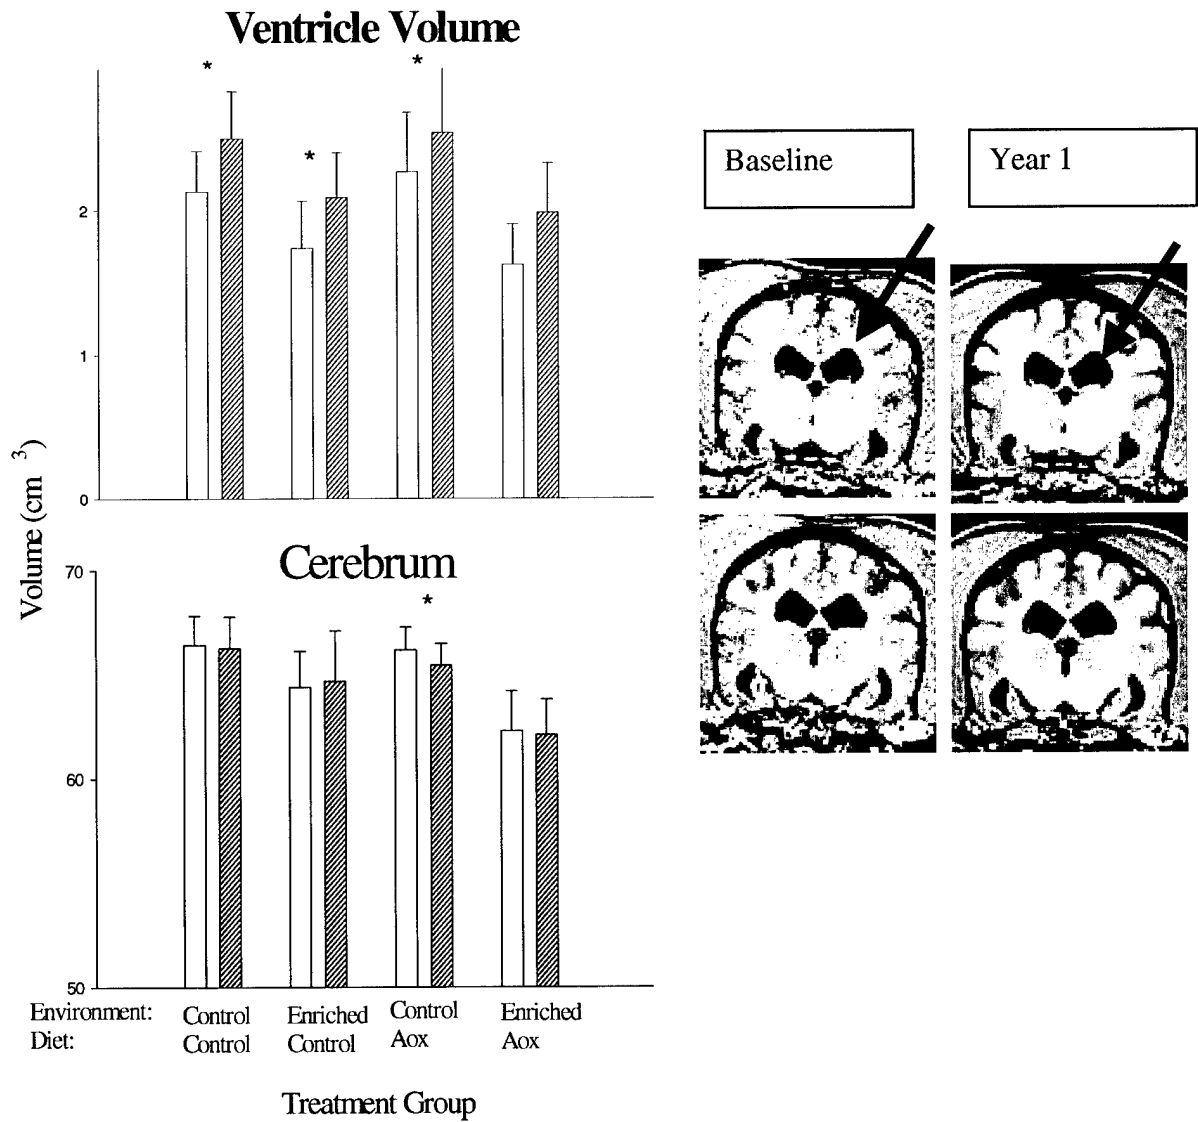 Ventricle Volume
* *
*
2
1
0
Baseline
Year 1
Volume (cm 3)
Cerebrum
70
*
60
50
Environment: Control Enriched Control Enriched
Diet: Control Control Aox Aox
Treatment Group